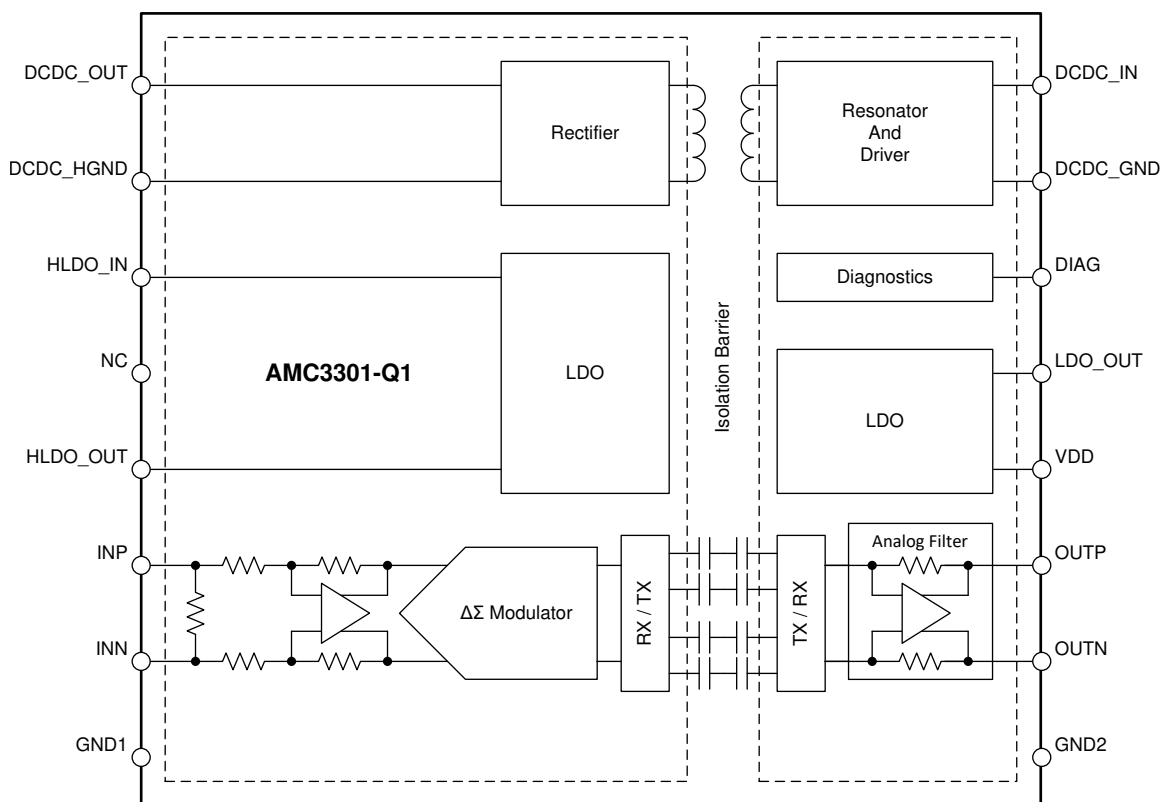 DCDC_OUT
DCDC_HGND
HLDO_IN
NC
HLDO_OUT
INP
INN
GND1
Rectifier
AMC3301-Q1
LDO
ΔΣ Modulator
RX / TX
Isolation Barrier
Resonator
And
Driver
Diagnostics
LDO
TX / RX
Analog Filter
DCDC_IN
DCDC_GND
DIAG
LDO_OUT
VDD
OUTP
OUTN
GND2